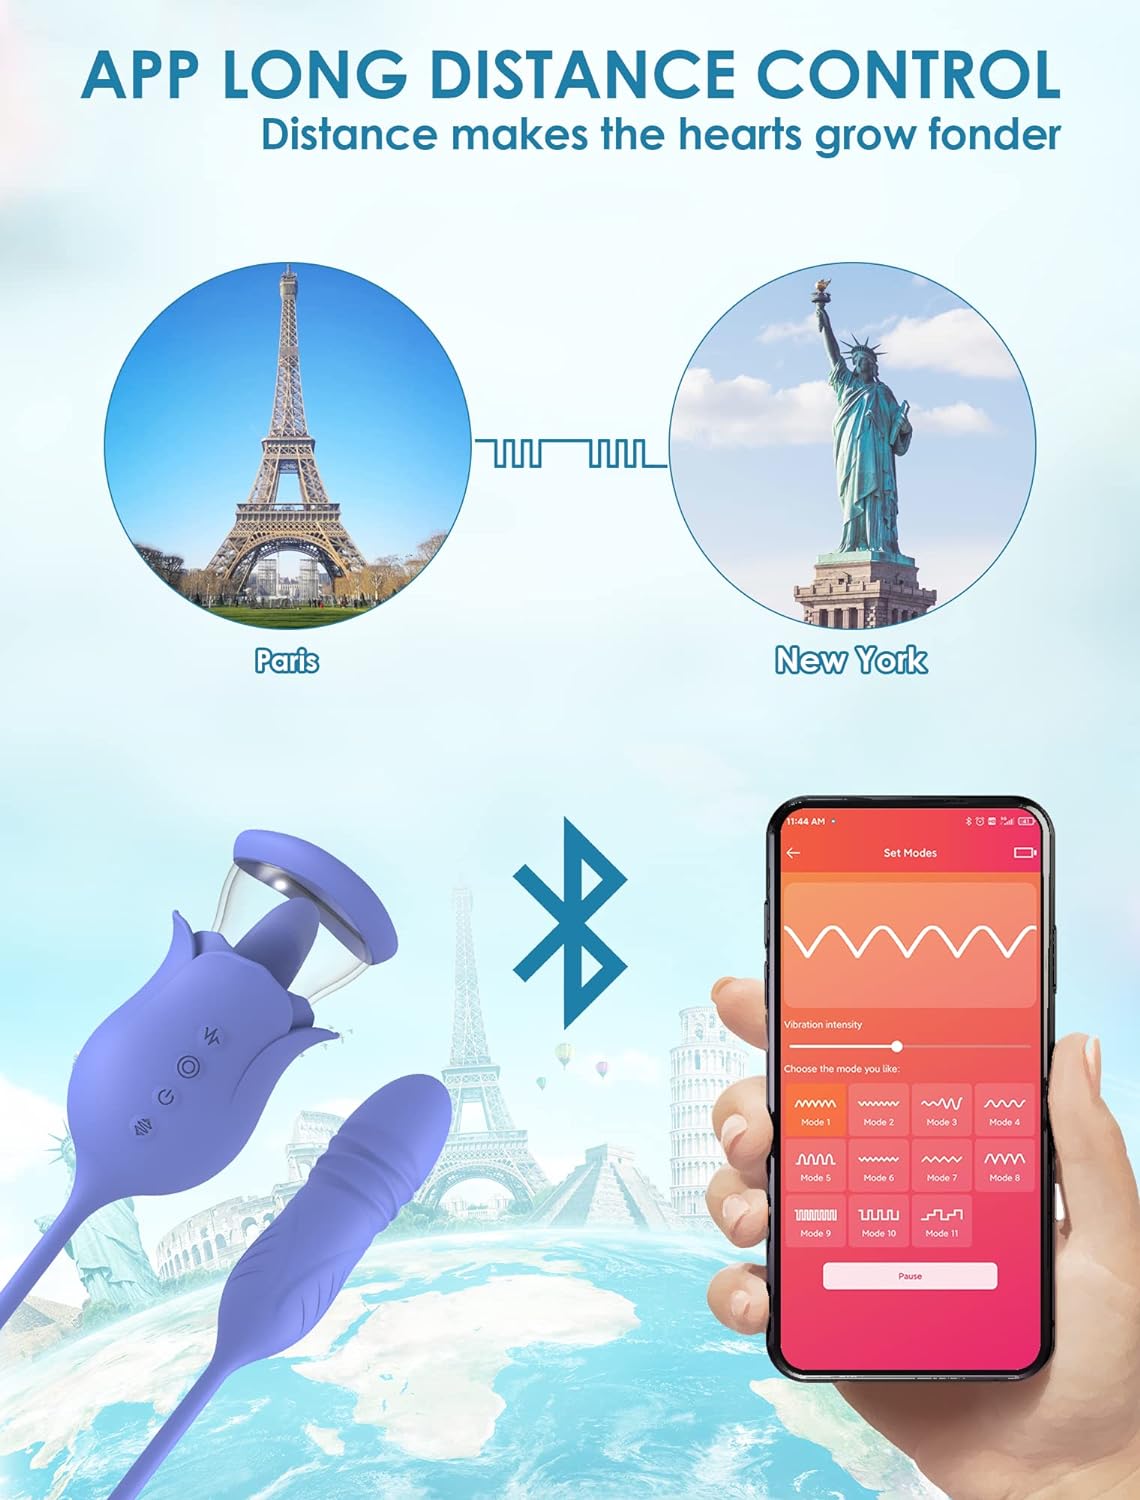 APP LONG DISTANCE CONTROL
Distance makes the hearts grow fonder
Paris
New York
11:44 AM
Set Modes
Vibration intensity
Choose the mode you like:
Mode 1
Mode 2
Mode 3
Mode 4
Mode 5
Mode 6
Mode 7
Mode 8
Mode 9
Mode 10
Mode 11
Pause